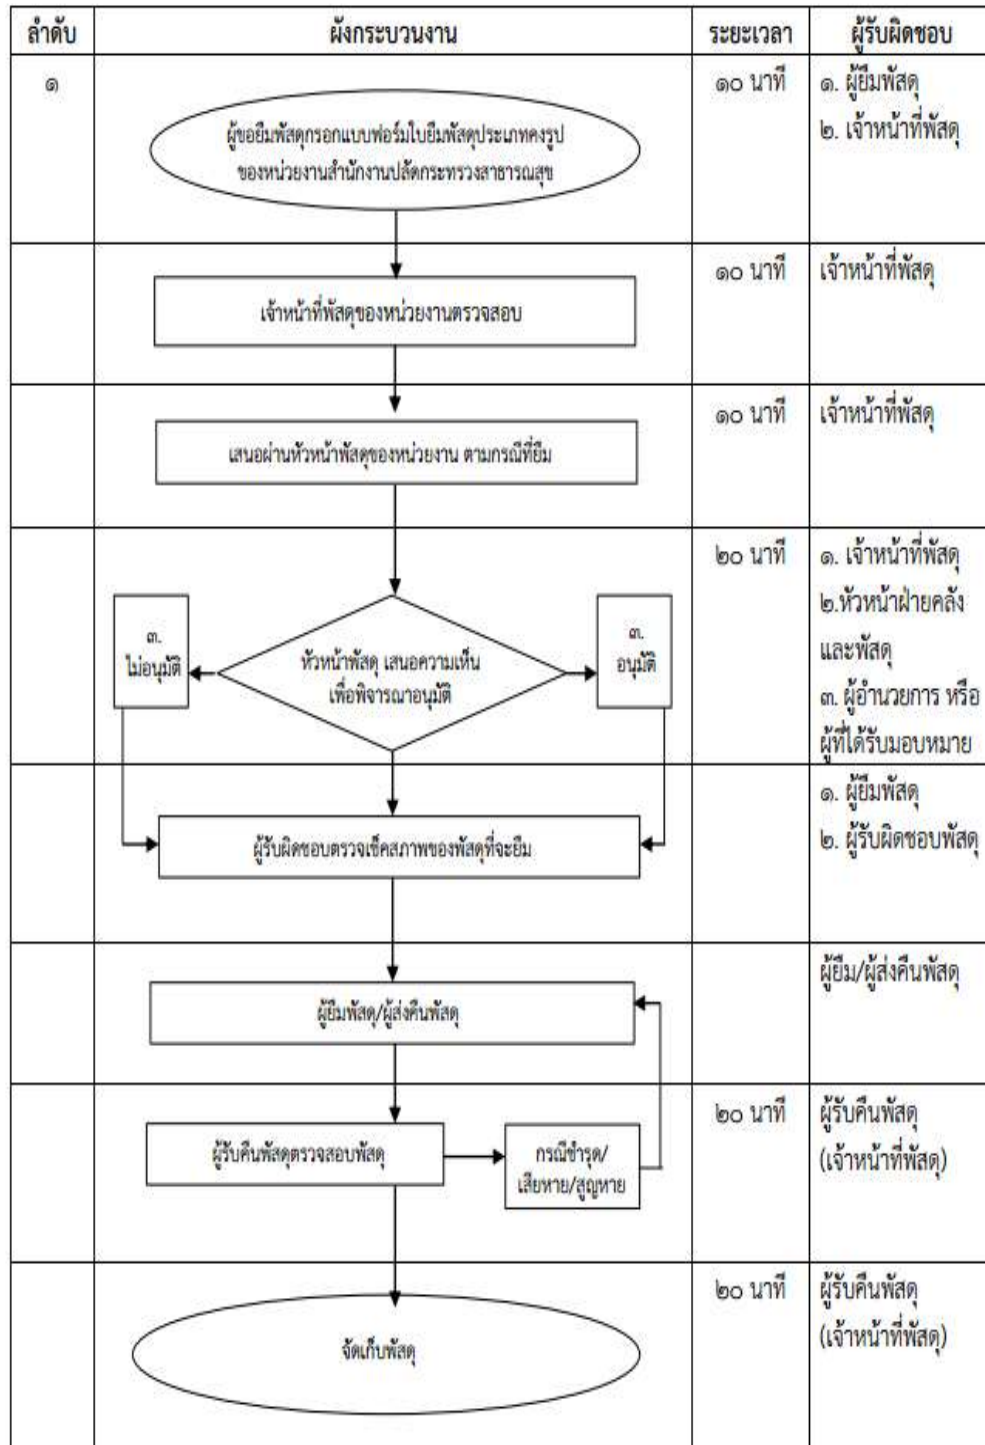 ลำดับ ผังกระบวนงาน ระยะเวลา ผู้รับผิดชอบ
๑
ผู้ขอยืมพัสดุกรอกแบบฟอร์มใบยืมพัสดุประเภทคงรูป
ของหน่วยงานสำนักงานปลัดกระทรวงสาธารณสุข
๑๐ นาที
๑. ผู้ยืมพัสดุ
๒. เจ้าหน้าที่พัสดุ
เจ้าหน้าที่พัสดุของหน่วยงานตรวจสอบ
๑๐ นาที
เจ้าหน้าที่พัสดุ
เสนอผ่านหัวหน้าพัสดุของหน่วยงาน ตามกรณีที่ยืม
๑๐ นาที
เจ้าหน้าที่พัสดุ
๓.
ไม่อนุมัติ
หัวหน้าพัสดุ เสนอความเห็น
เพื่อพิจารณาอนุมัติ
๓.
อนุมัติ
๒๐ นาที
๑. เจ้าหน้าที่พัสดุ
๒.หัวหน้าฝ่ายคลัง
และพัสดุ
๓. ผู้อำนวยการ หรือ
ผู้ที่ได้รับมอบหมาย
ผู้รับผิดชอบตรวจเช็คสภาพของพัสดุที่จะยืม
๑. ผู้ยืมพัสดุ
๒. ผู้รับผิดชอบพัสดุ
ผู้ยืมพัสดุ/ผู้ส่งคืนพัสดุ
ผู้ยืม/ผู้ส่งคืนพัสดุ
ผู้รับคืนพัสดุตรวจสอบพัสดุ
กรณีชำรุด/
เสียหาย/สูญหาย
๒๐ นาที
ผู้รับคืนพัสดุ
(เจ้าหน้าที่พัสดุ)
จัดเก็บพัสดุ
๒๐ นาที
ผู้รับคืนพัสดุ
(เจ้าหน้าที่พัสดุ)